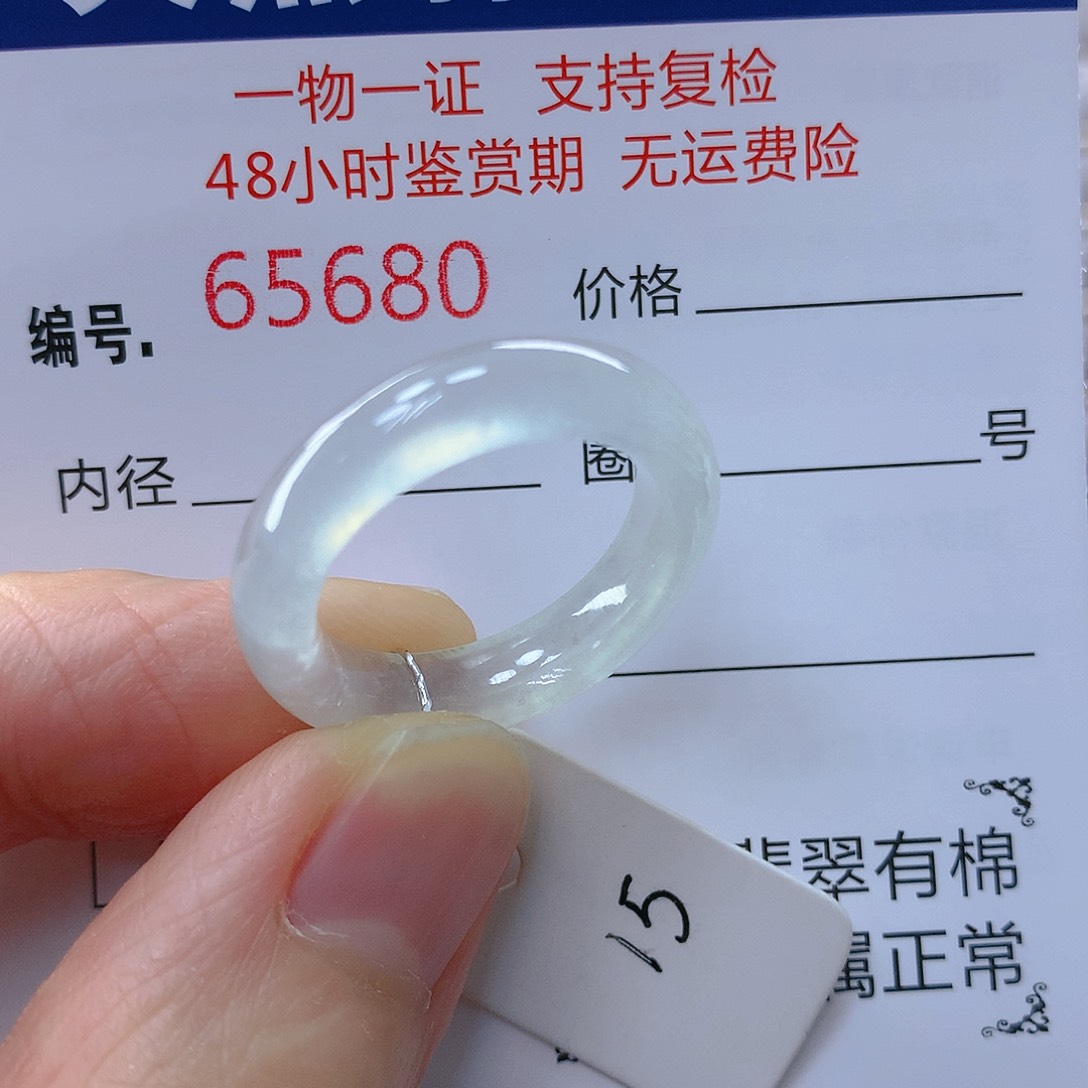 一物一证 支持复检
48小时鉴赏期 无运费险
编号. 65680 价格
内径 圈 号
翡翠有棉
属正常
15